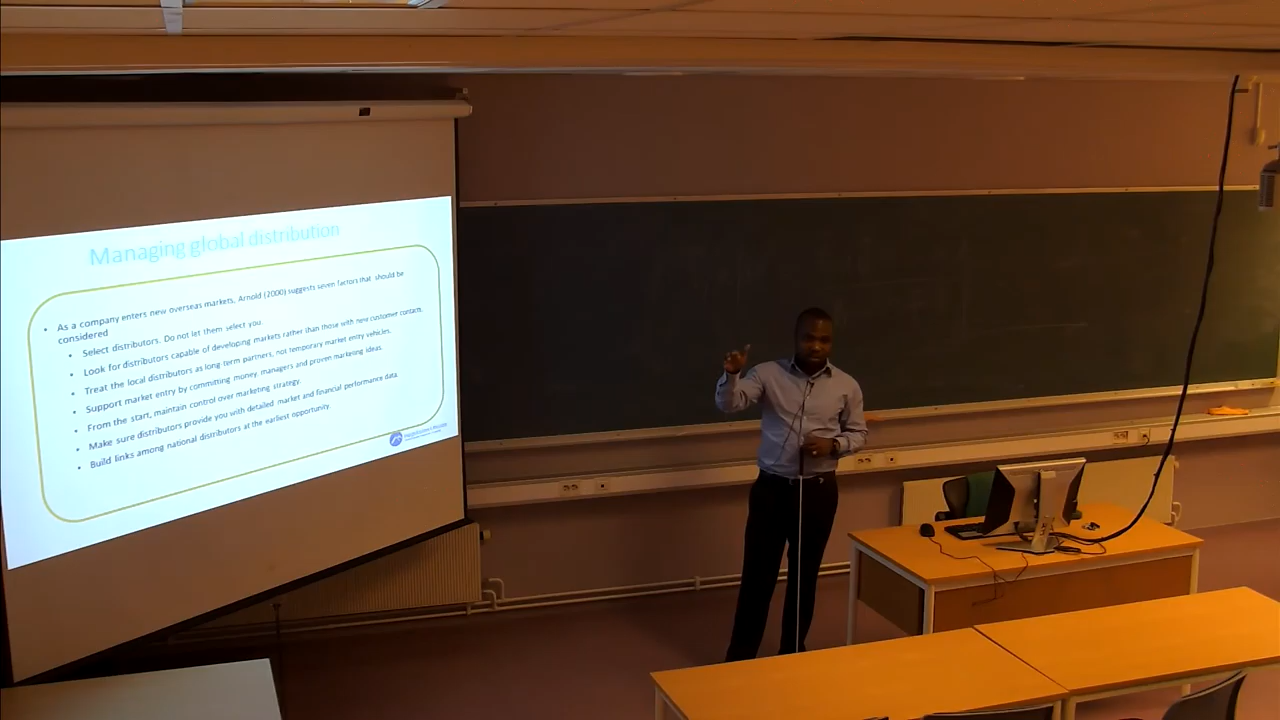 Managing global distribution
• As a company enters new overseas markets, Arnold (2000) suggests seven factors that should be
considered
• Select distributors. Do not let them select you.
• Look for distributors capable of developing markets rather than those with new customer contacts.
• Treat the local distributors as long-term partners, not temporary market entry vehicles.
• Support market entry by committing money, managers and proven marketing ideas.
• From the start, maintain control over marketing strategy.
• Make sure distributors provide you with detailed market and financial performance data.
• Build links among national distributors at the earliest opportunity.